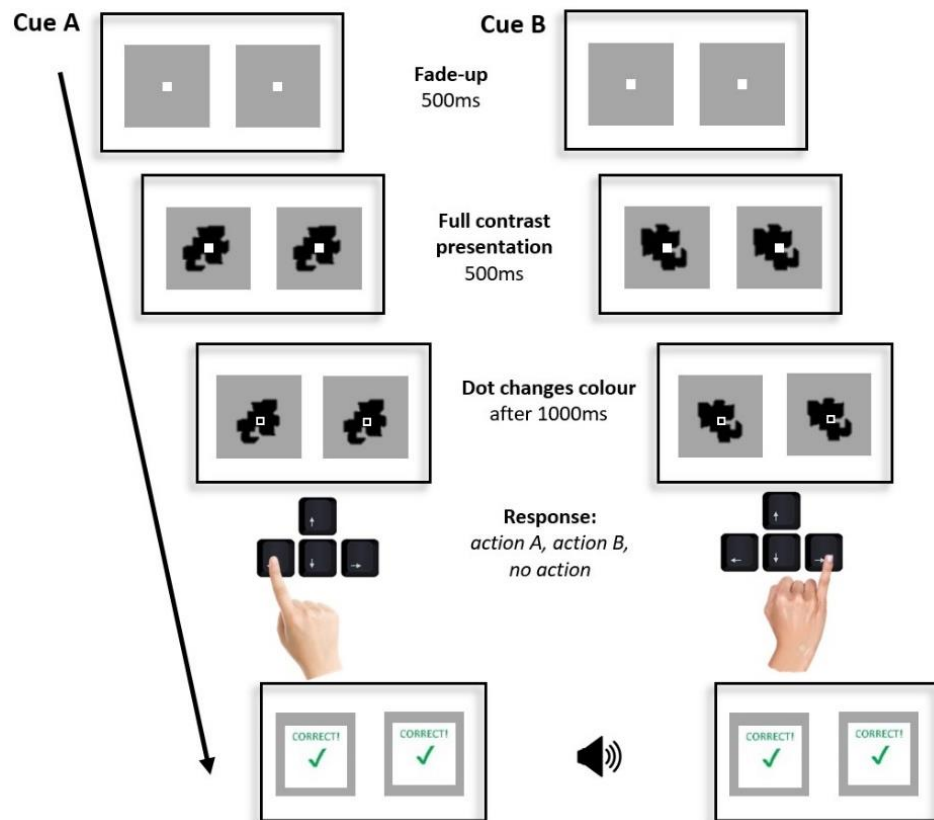 Cue A
Cue B
Fade-up
500ms
Full contrast
presentation
500ms
Dot changes colour
after 1000ms
Response:
action A, action B,
no action
CORRECT!
CORRECT!
CORRECT!
CORRECT!